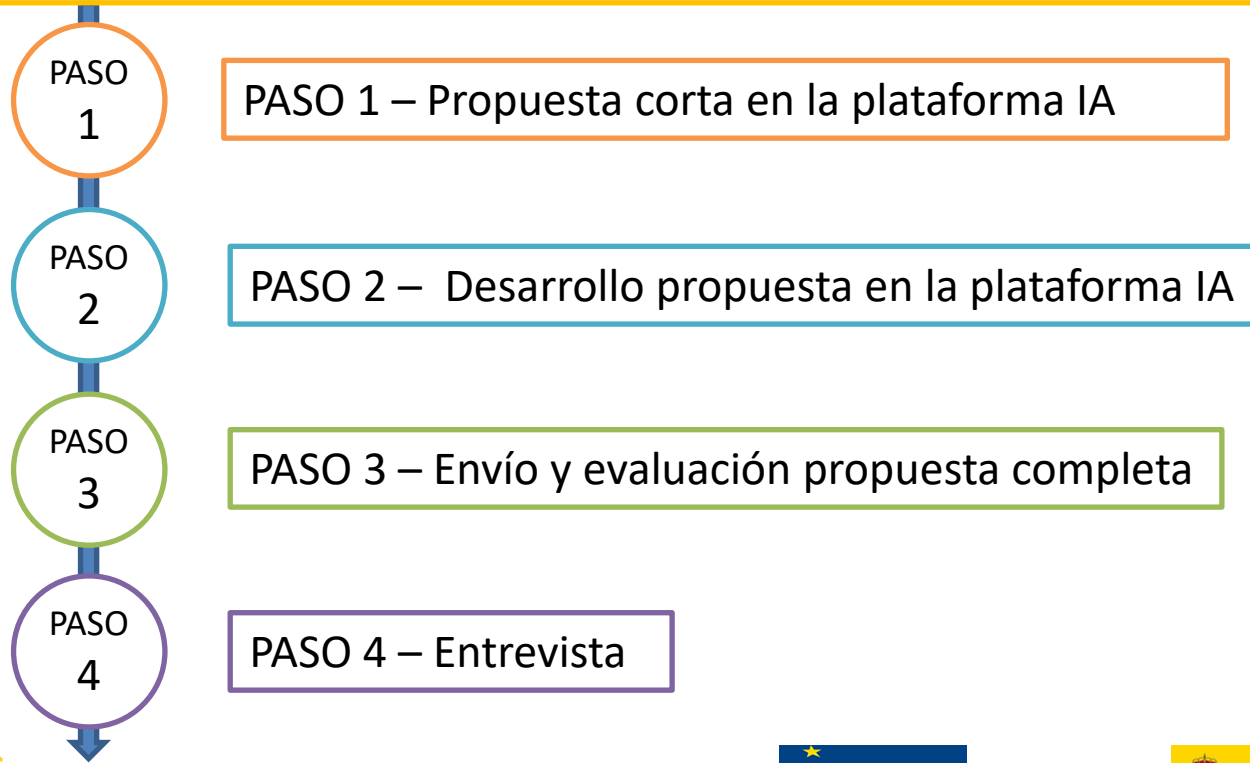 PASO
1
PASO 1 – Propuesta corta en la plataforma IA
PASO
2
PASO 2 – Desarrollo propuesta en la plataforma IA
PASO
3
PASO 3 – Envío y evaluación propuesta completa
PASO
4
PASO 4 – Entrevista